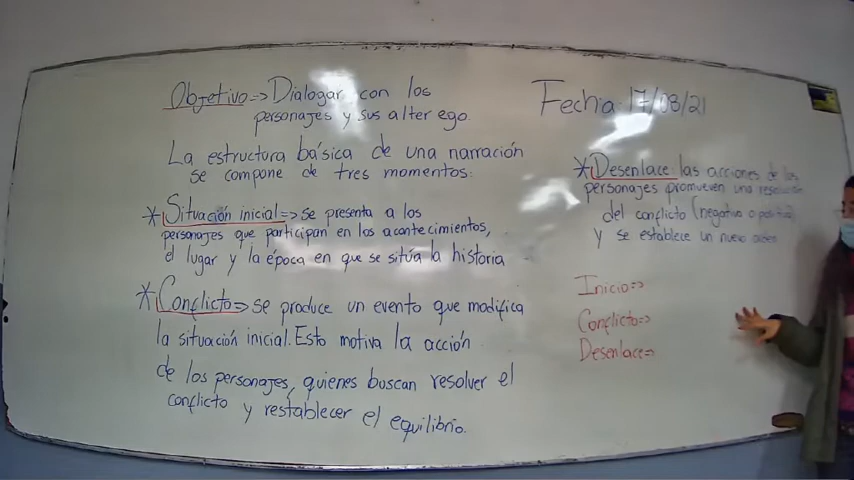 Objetivo=> Dialogar con los
personajes y sus alter ego.
La estructura básica de una narración
se compone de tres momentos:
* Situación inicial=> se presenta a los
personajes que participan en los acontecimientos,
el lugar y la época en que se sitúa la historia
* Conflicto=> se produce un evento que modifica
la situación inicial. Esto motiva la acción
de los personajes, quienes buscan resolver el
conflicto y restablecer el equilibrio.
Fecha: 17/08/21
* Desenlace las acciones de los
personajes promueven una resolución
del conflicto (negativa o positiva)
y se establece un nuevo
Inicio=>
Conflicto=>
Desenlace=>